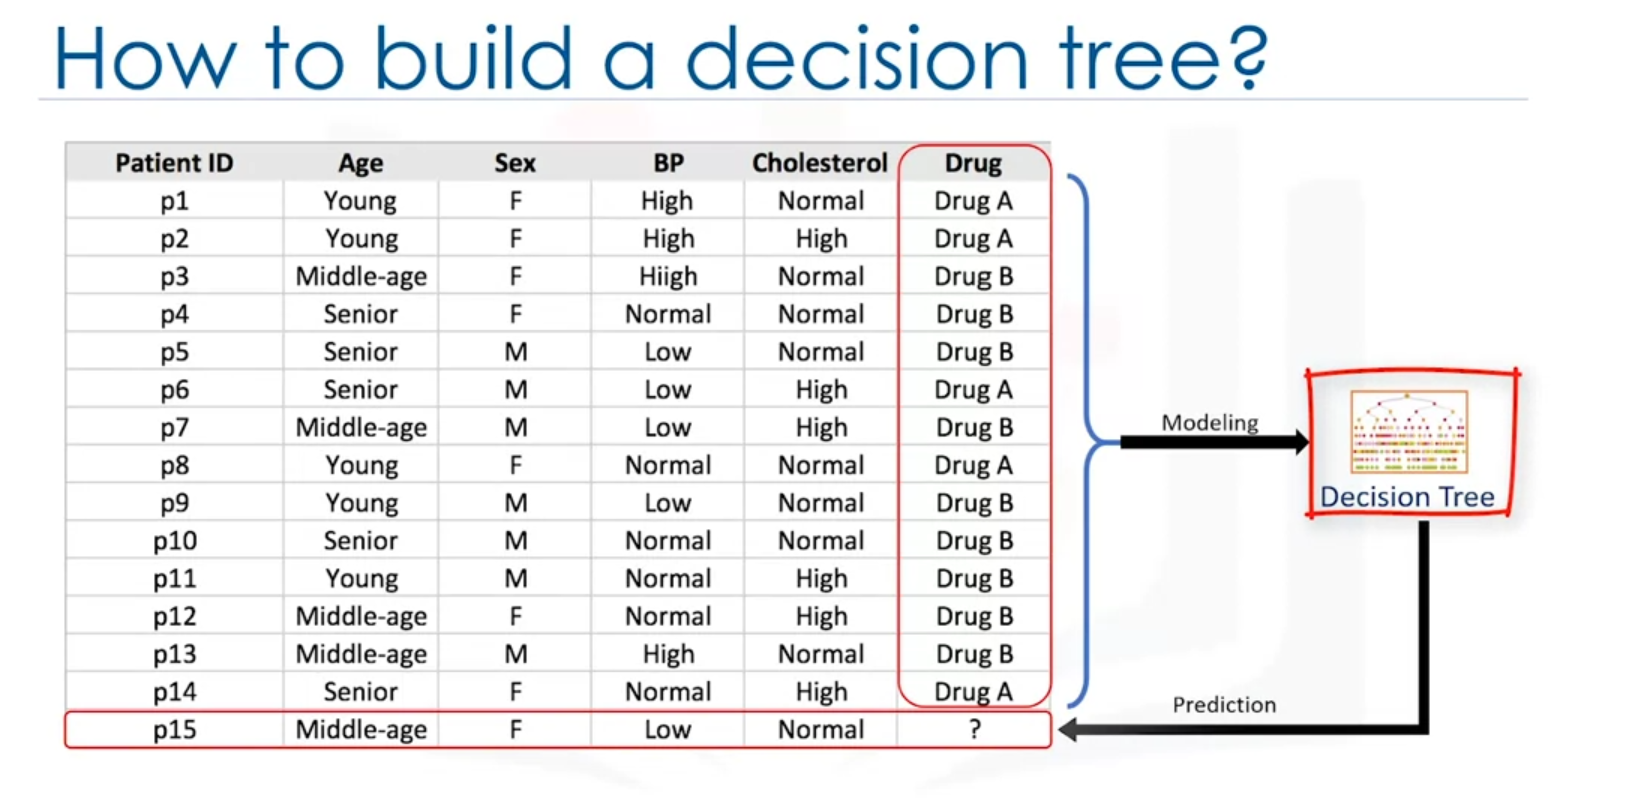 How to build a decision tree?
Patient ID Age Sex BP Cholesterol Drug
p1 Young F High Normal Drug A
p2 Young F High High Drug A
p3 Middle-age F Hiigh Normal Drug B
p4 Senior F Normal Normal Drug B
p5 Senior M Low Normal Drug B
p6 Senior M Low High Drug A
p7 Middle-age M Low High Drug B
p8 Young F Normal Normal Drug A
p9 Young M Low Normal Drug B
p10 Senior M Normal Normal Drug B
p11 Young M Normal High Drug B
p12 Middle-age F Normal High Drug B
p13 Middle-age M High Normal Drug B
p14 Senior F Normal High Drug A
p15 Middle-age F Low Normal ?
Modeling
Decision Tree
Prediction